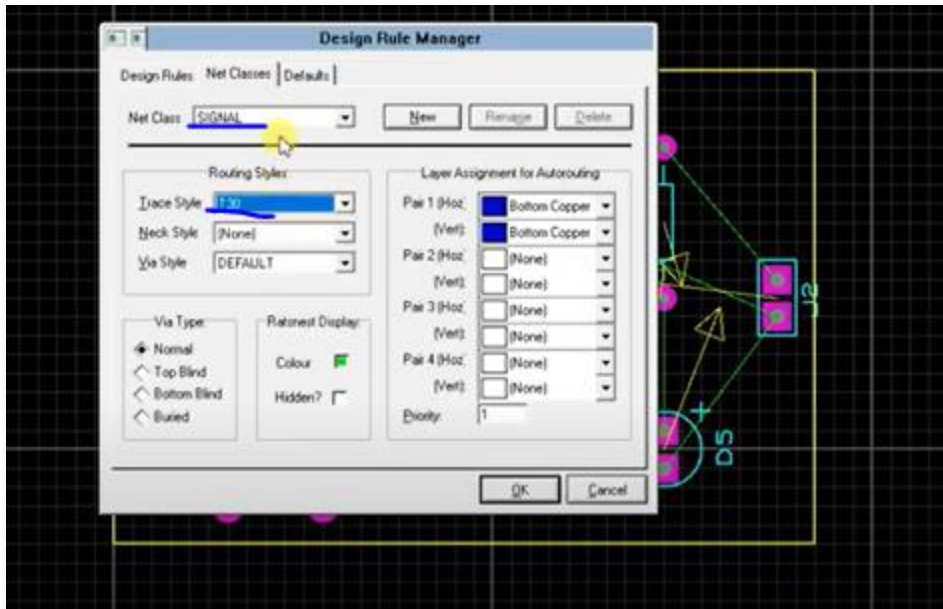 Design Rule Manager
Design Rules Net Classes Defaults
Net Class SIGNAL New Rename Delete
Routing Styles
Trace Style T30
Neck Style (None)
Via Style DEFAULT
Layer Assignment for Autorouting
Pair 1 (Hoz Bottom Copper
(Vert) Bottom Copper
Pair 2 (Hoz (None)
(Vert) (None)
Pair 3 (Hoz (None)
(Vert) (None)
Pair 4 (Hoz (None)
(Vert) (None)
Priority: 1
Via Type:
Normal
Top Blind
Bottom Blind
Buried
Ratsnest Display:
Colour
Hidden?
OK Cancel
J2
+
D5